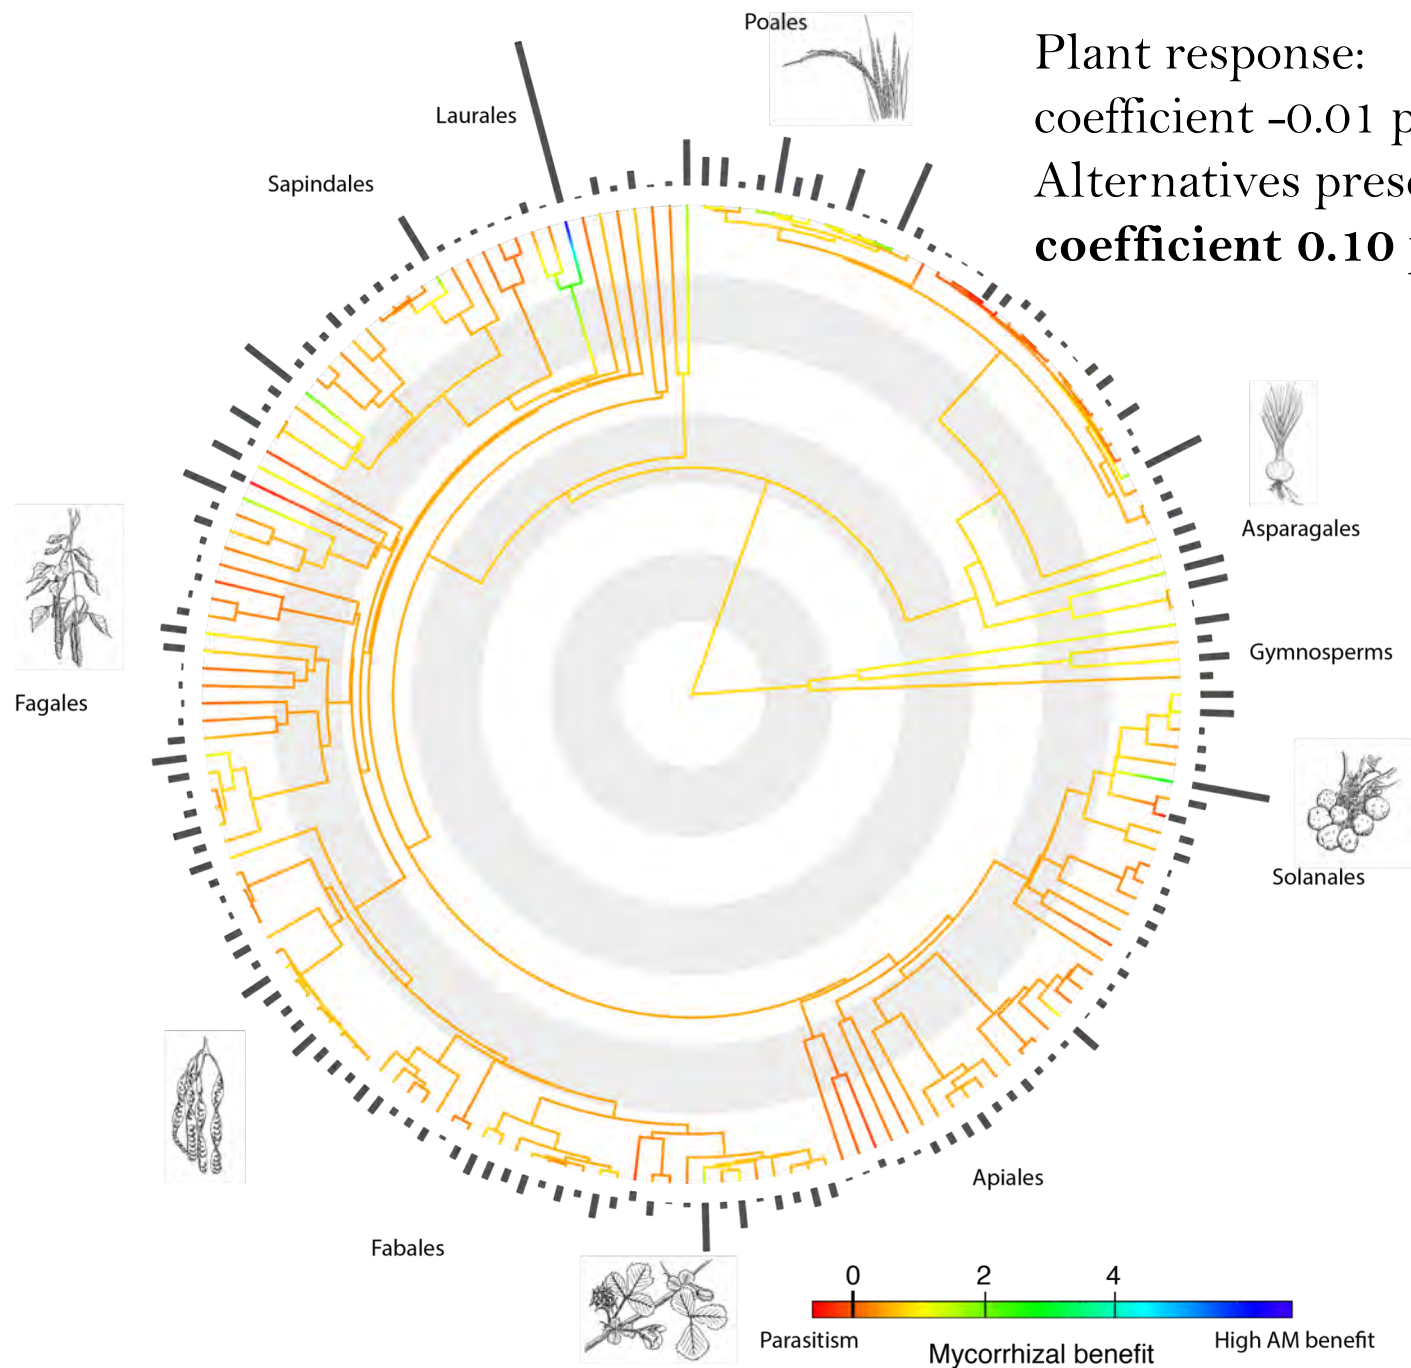 Poales
Plant response:
coefficient -0.01
Alternatives
coefficient 0.10
Laurales
Sapindales
Asparagales
Gymnosperms
Fagales
Solanales
Apiales
Fabales
0 2 4
Parasitism
High AM benefit
Mycorrhizal benefit